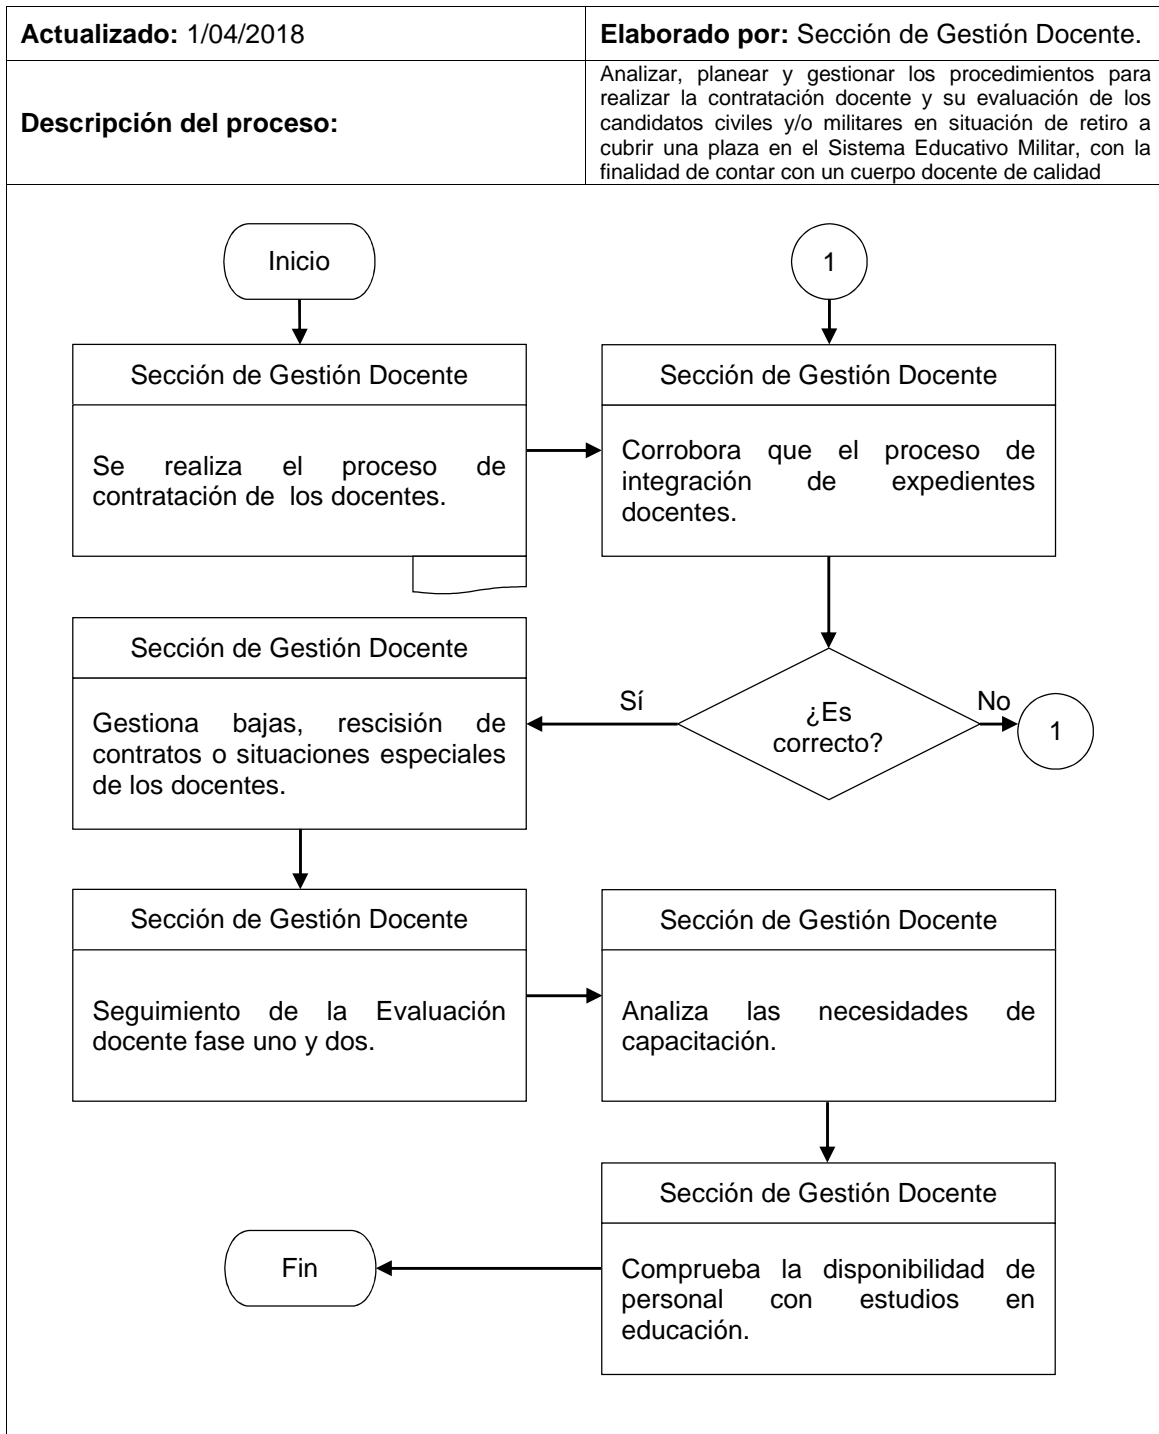 Actualizado: 1/04/2018
Elaborado por: Sección de Gestión Docente.
Descripción del proceso:
Analizar, planear y gestionar los procedimientos para
realizar la contratación docente y su evaluación de los
candidatos civiles y/o militares en situación de retiro a
cubrir una plaza en el Sistema Educativo Militar, con la
finalidad de contar con un cuerpo docente de calidad
Inicio
1
Sección de Gestión Docente
Se realiza el proceso de
contratación de los docentes.
Sección de Gestión Docente
Corrobora que el proceso de
integración de expedientes
docentes.
¿Es
correcto?
Sí
No
1
Sección de Gestión Docente
Gestiona bajas, rescisión de
contratos o situaciones especiales
de los docentes.
Sección de Gestión Docente
Seguimiento de la Evaluación
docente fase uno y dos.
Sección de Gestión Docente
Analiza las necesidades de
capacitación.
Sección de Gestión Docente
Comprueba la disponibilidad de
personal con estudios en
educación.
Fin